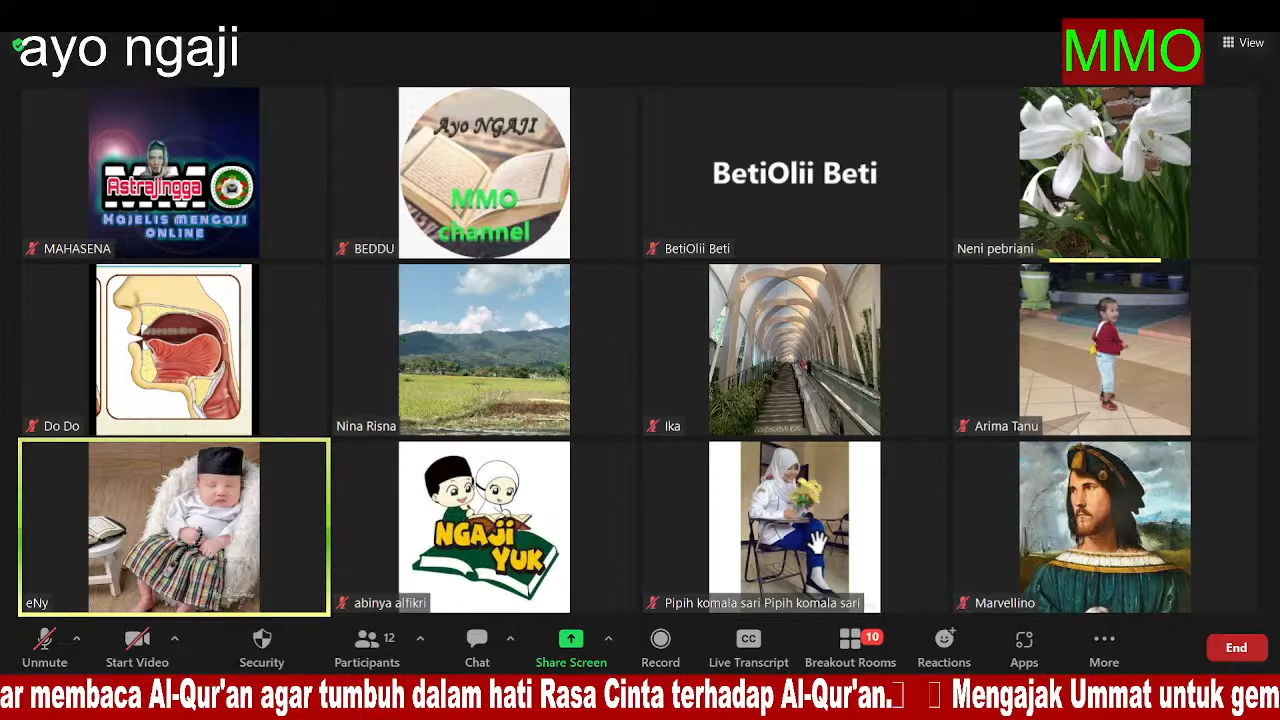 ayo ngaji
MMO
View
Astrajingga
MAJELIS MENGAJI
ONLINE
MAHASENA
Ayo NGAJI
MMO
channel
BEDDU
BetiOlii Beti
BetiOlii Beti
Neni pebriani
Do Do
Nina Risna
Ika
Arima Tanu
eNy
NGAJI
YUK
abinya alfikri
Pipih komala sari Pipih komala sari
Marvellino
Unmute
Start Video
Security
12
Participants
Chat
Share Screen
Record
CC
Live Transcript
10
Breakout Rooms
Reactions
Apps
More
End
ar membaca Al-Qur'an agar tumbuh dalam hati Rasa Cinta terhadap Al-Qur'an. Mengajak Ummat untuk gem